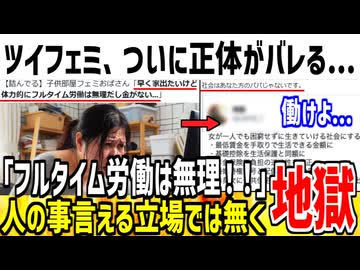 ツイフェミ、ついに正体がバレる…
【詰んでる】子供部屋フェミおばさん「早く家出たいけど
体力的にフルタイム労働は無理だし金がない…」
社会はあなた方のパパじゃないです。
働けよ…
女が一人でも困窮せずに生きていける社会にする
・最低賃金を手取りで生活できる金額に
・基礎控除を生活保護と同額に
「フルタイム労働は無理!!」
人の事言える立場では無く
地獄